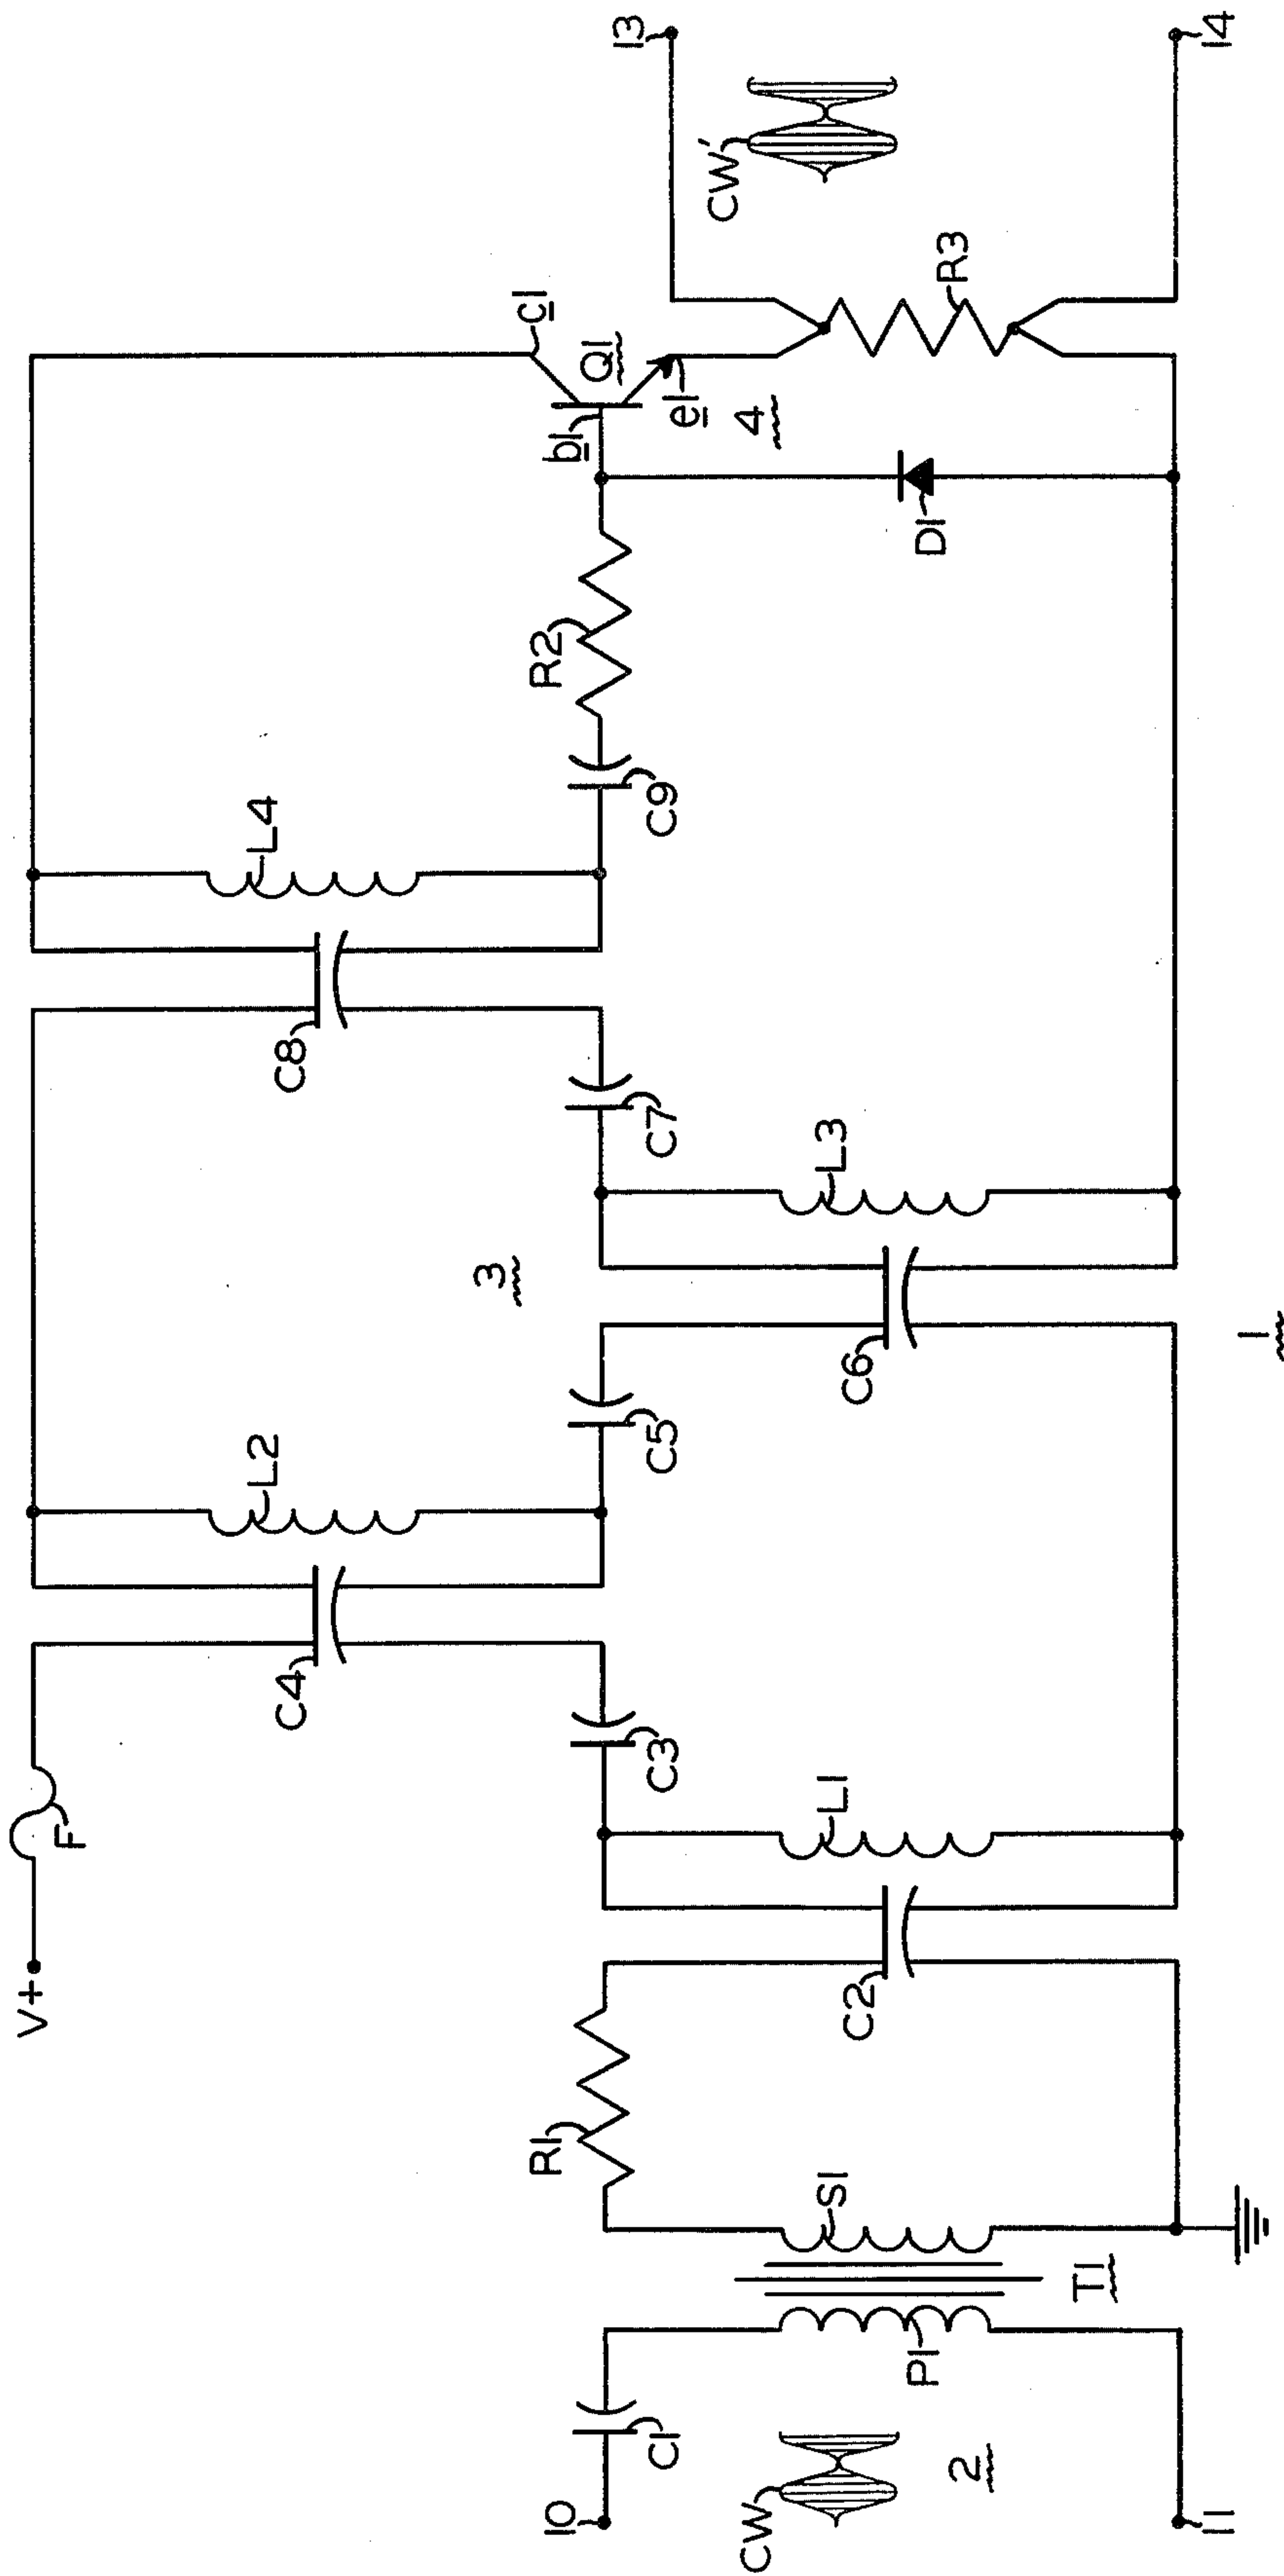 V+
F
C4
L2
C8
L4
c1
Q1
b1
e1
4
13
CW'
R3
14
D1
R2
C9
C7
L3
3
C6
C5
1
C3
L1
C2
R1
S1
T1
P1
C1
10
CW
2
11